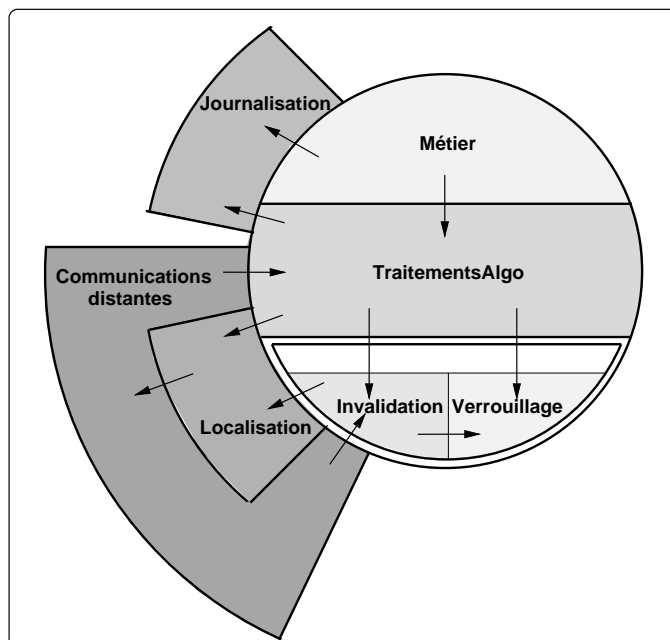 Journalisation
Métier
TraitementsAlgo
Communications
distantes
Invalidation
Verrouillage
Localisation